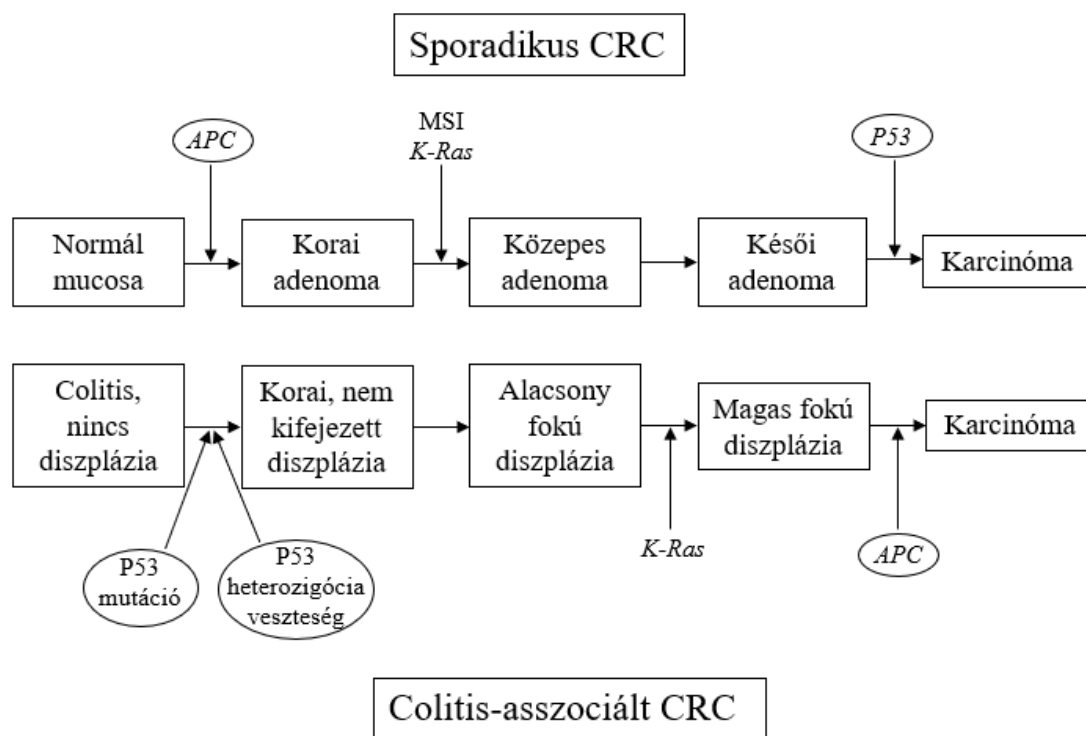 Sporadikus CRC
APC
MSI
K-Ras
P53
Normál
mucosa
Korai
adenoma
Közepes
adenoma
Késői
adenoma
Karcinóma
Colitis,
nincs
diszplázia
Korai, nem
kifejezett
diszplázia
Alacsony
fokú
diszplázia
Magas fokú
diszplázia
Karcinóma
P53
mutáció
P53
heterozigócia
veszteség
K-Ras
APC
Colitis-asszociált CRC